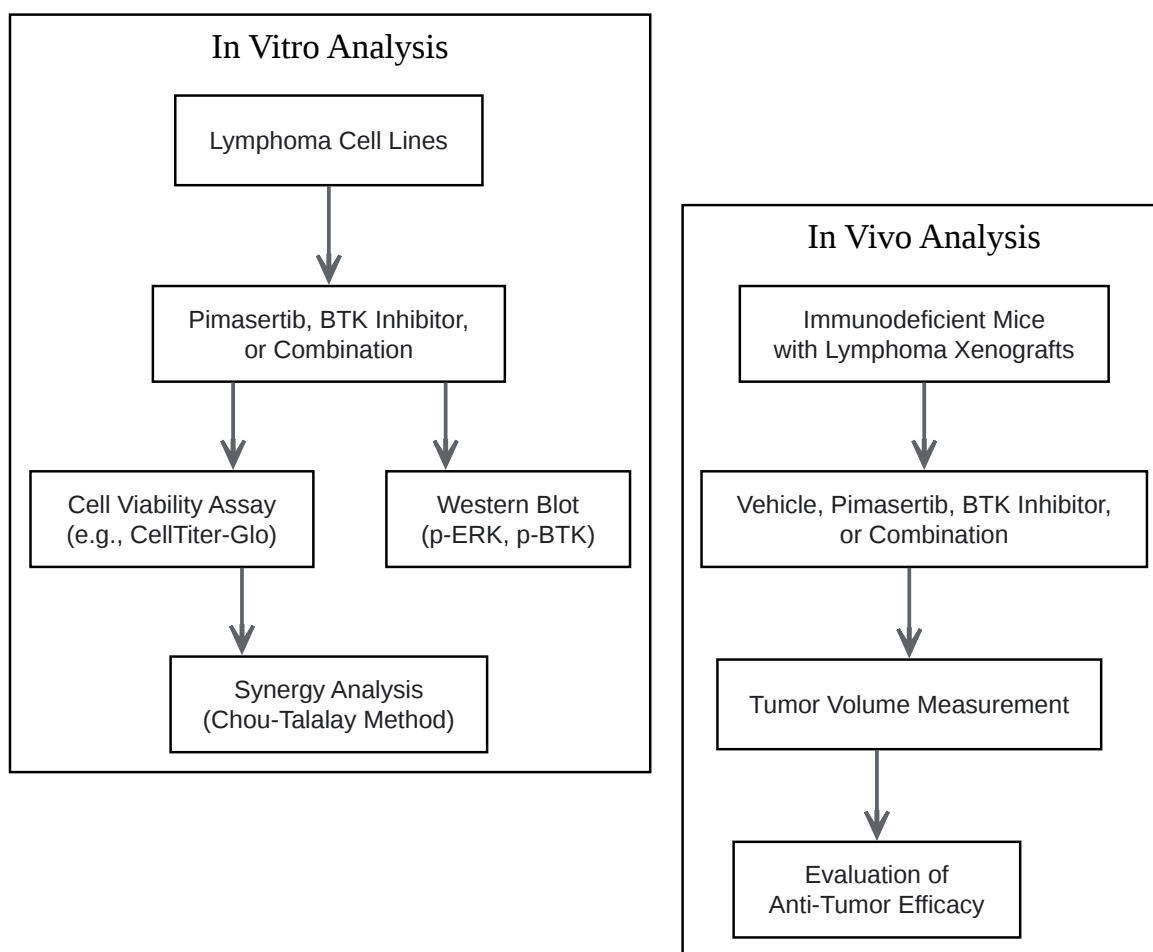 In Vitro Analysis
Lymphoma Cell Lines
Pimasertib, BTK Inhibitor,
or Combination
Cell Viability Assay
(e.g., CellTiter-Glo)
Western Blot
(p-ERK, p-BTK)
Synergy Analysis
(Chou-Talalay Method)
In Vivo Analysis
Immunodeficient Mice
with Lymphoma Xenografts
Vehicle, Pimasertib, BTK Inhibitor,
or Combination
Tumor Volume Measurement
Evaluation of
Anti-Tumor Efficacy